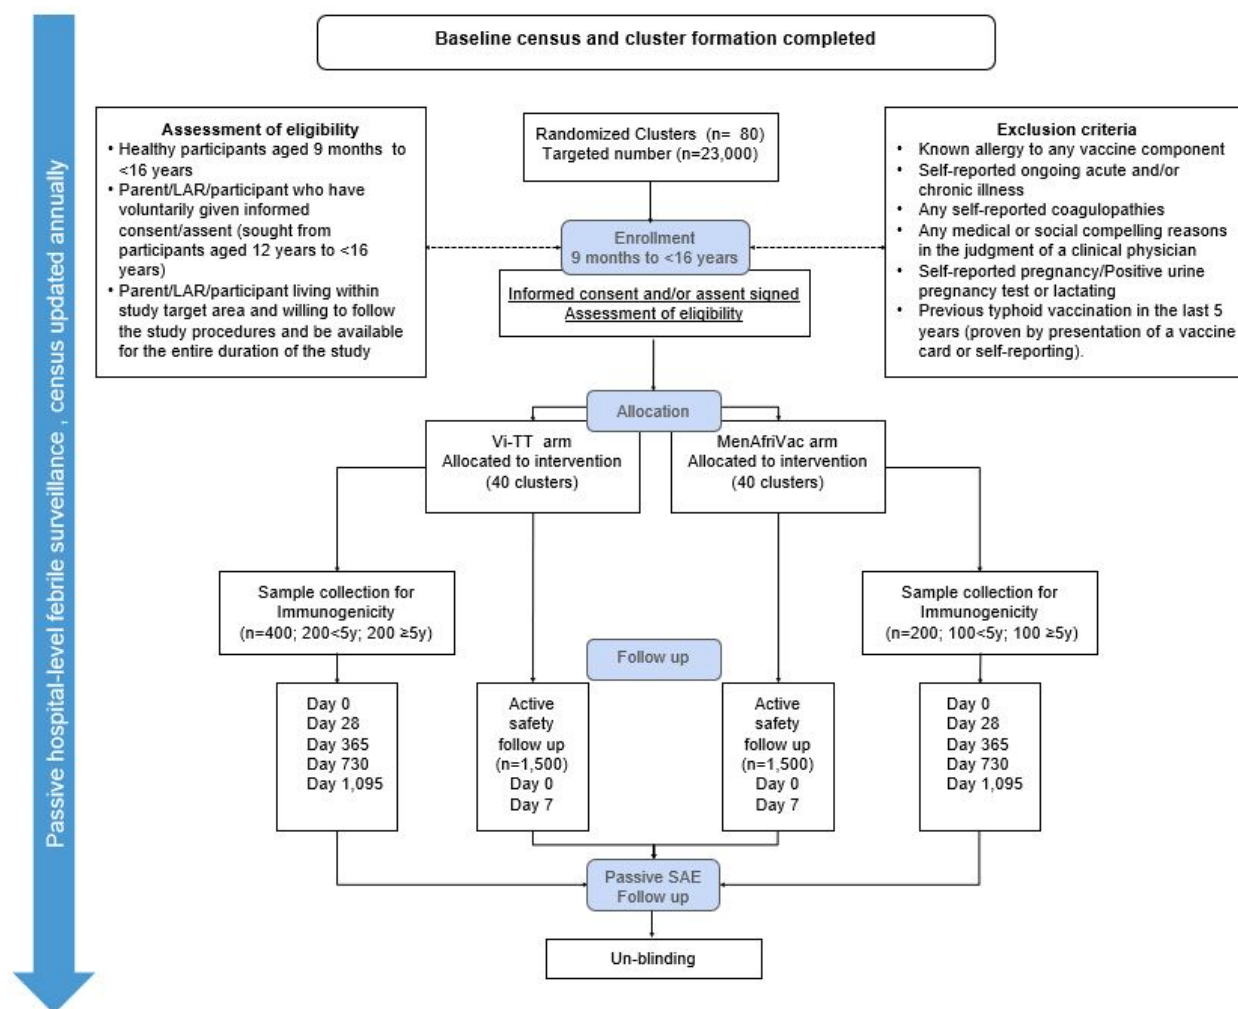 Baseline census and cluster formation completed
Passive hospital-level febrile surveillance , census updated annually
Assessment of eligibility
• Healthy participants aged 9 months to
<16 years
• Parent/LAR/participant who have
voluntarily given informed
consent/assent (sought from
participants aged 12 years to <16
years)
• Parent/LAR/participant living within
study target area and willing to follow
the study procedures and be available
for the entire duration of the study
Randomized Clusters (n= 80)
Targeted number (n=23,000)
Exclusion criteria
• Known allergy to any vaccine component
• Self-reported ongoing acute and/or
chronic illness
• Any self-reported coagulopathies
• Any medical or social compelling reasons
in the judgment of a clinical physician
• Self-reported pregnancy/Positive urine
pregnancy test or lactating
• Previous typhoid vaccination in the last 5
years (proven by presentation of a vaccine
card or self-reporting).
Enrollment
9 months to <16 years
Informed consent and/or assent signed
Assessment of eligibility
Allocation
Vi-TT arm
Allocated to intervention
(40 clusters)
MenAfriVac arm
Allocated to intervention
(40 clusters)
Sample collection for
Immunogenicity
(n=400; 200<5y; 200 ≥5y)
Sample collection for
Immunogenicity
(n=200; 100<5y; 100 ≥5y)
Follow up
Day 0
Day 28
Day 365
Day 730
Day 1,095
Active
safety
follow up
(n=1,500)
Day 0
Day 7
Active
safety
follow up
(n=1,500)
Day 0
Day 7
Day 0
Day 28
Day 365
Day 730
Day 1,095
Passive SAE
Follow up
Un-blinding